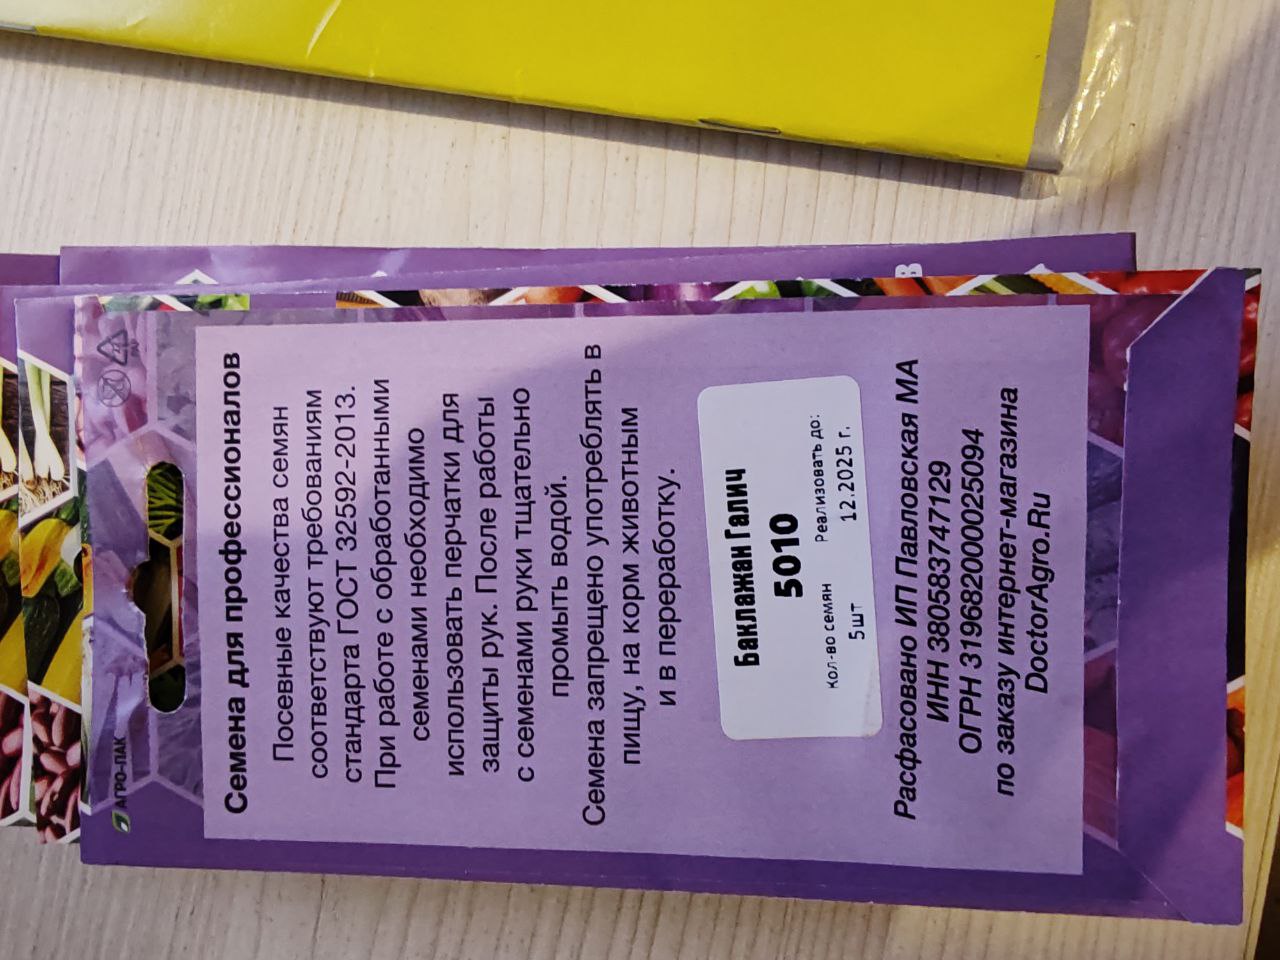 АГРО-ПАК
Семена для профессионалов
Посевные качества семян
соответствуют требованиям
стандарта ГОСТ 32592-2013.
При работе с обработанными
семенами необходимо
использовать перчатки для
защиты рук. После работы
с семенами руки тщательно
промыть водой.
Семена запрещено употреблять в
пищу, на корм животным
и в переработку.
Баклажан Галич
5010
кол-во семян Реализовать до:
5шт 12.2025 г.
Расфасовано ИП Павловская МА
ИНН 380583747129
ОГРН 319682000025094
по заказу интернет-магазина
DoctorAgro.Ru
В